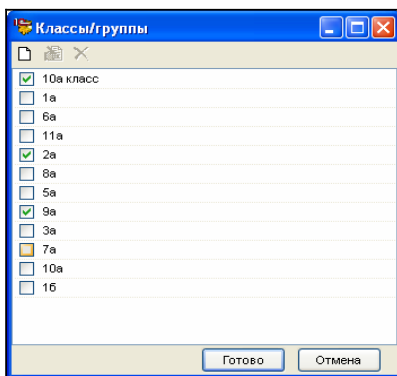 Классы/группы
10а класс
1а
6а
11а
2а
8а
5а
9а
3а
7а
10а
1б
Готово
Отмена